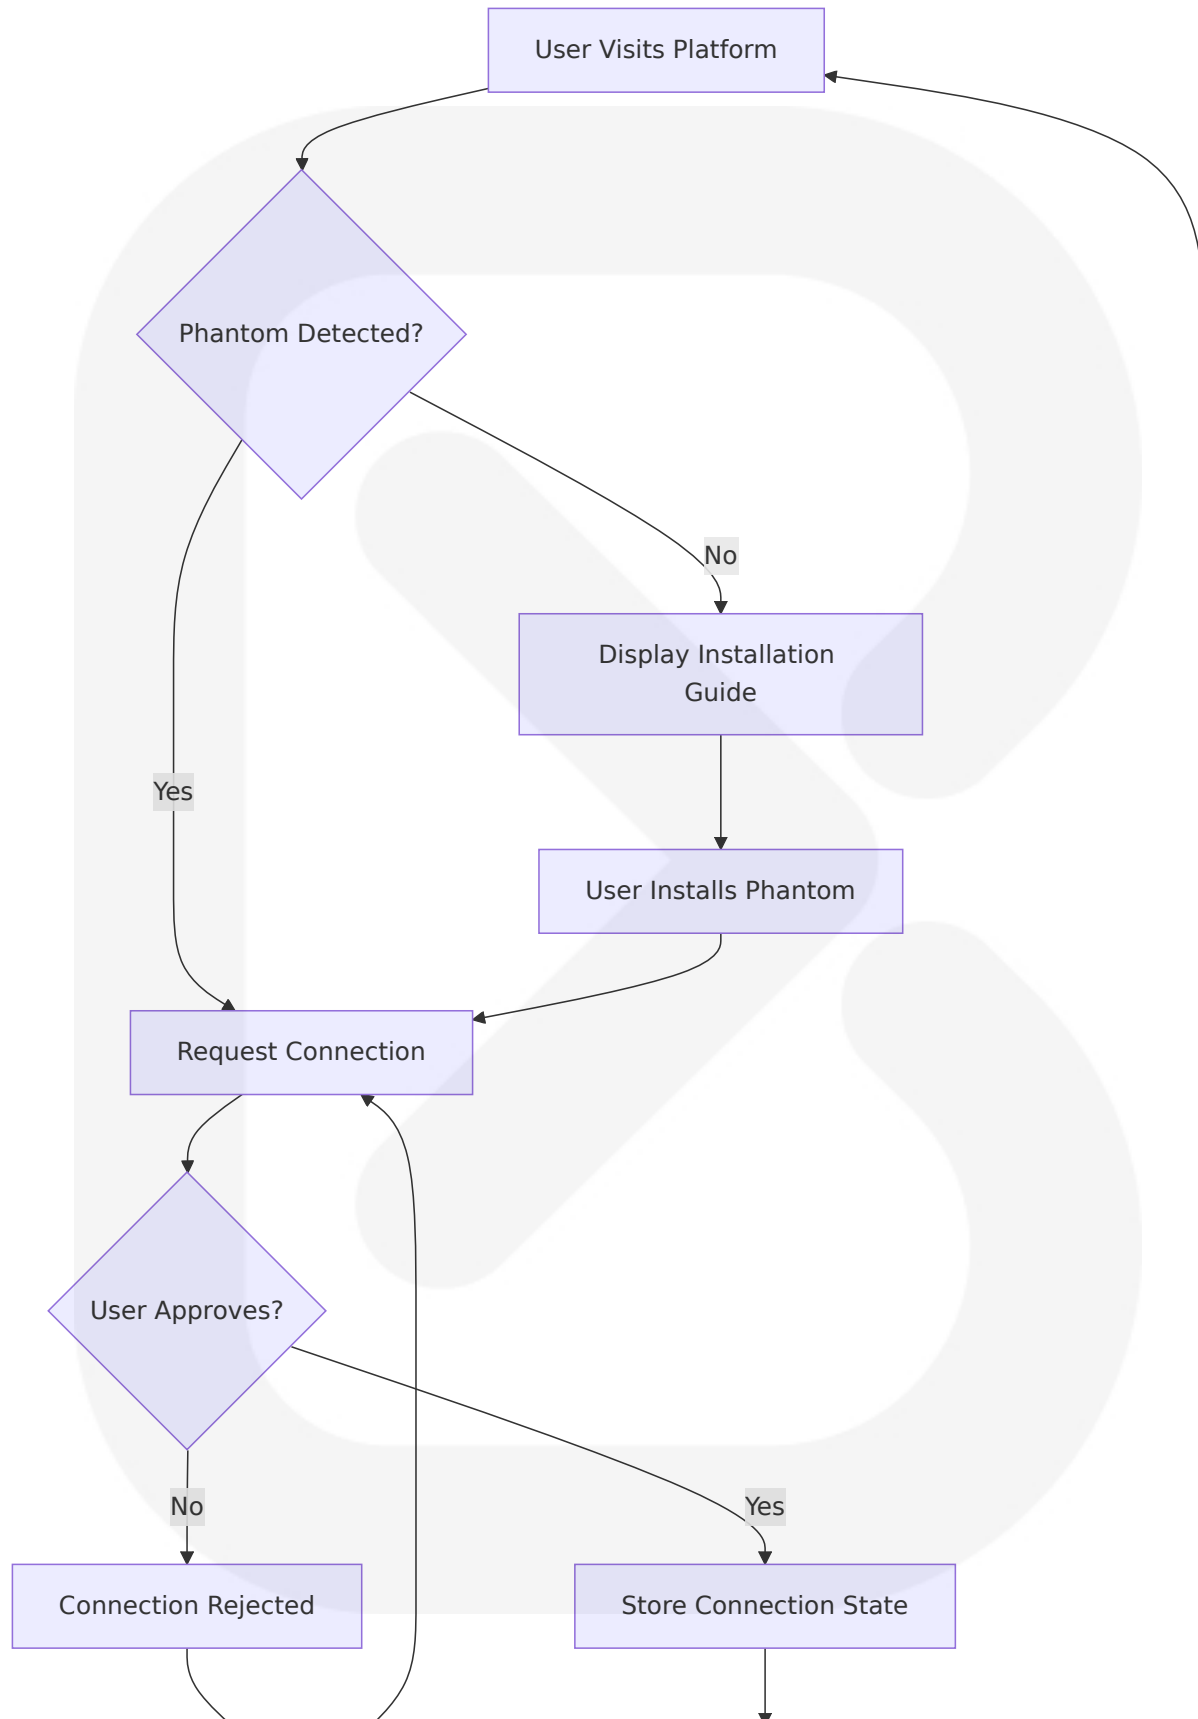 User Visits Platform
Phantom Detected?
No
Display Installation
Guide
Yes
User Installs Phantom
Request Connection
User Approves?
No
Yes
Connection Rejected
Store Connection State